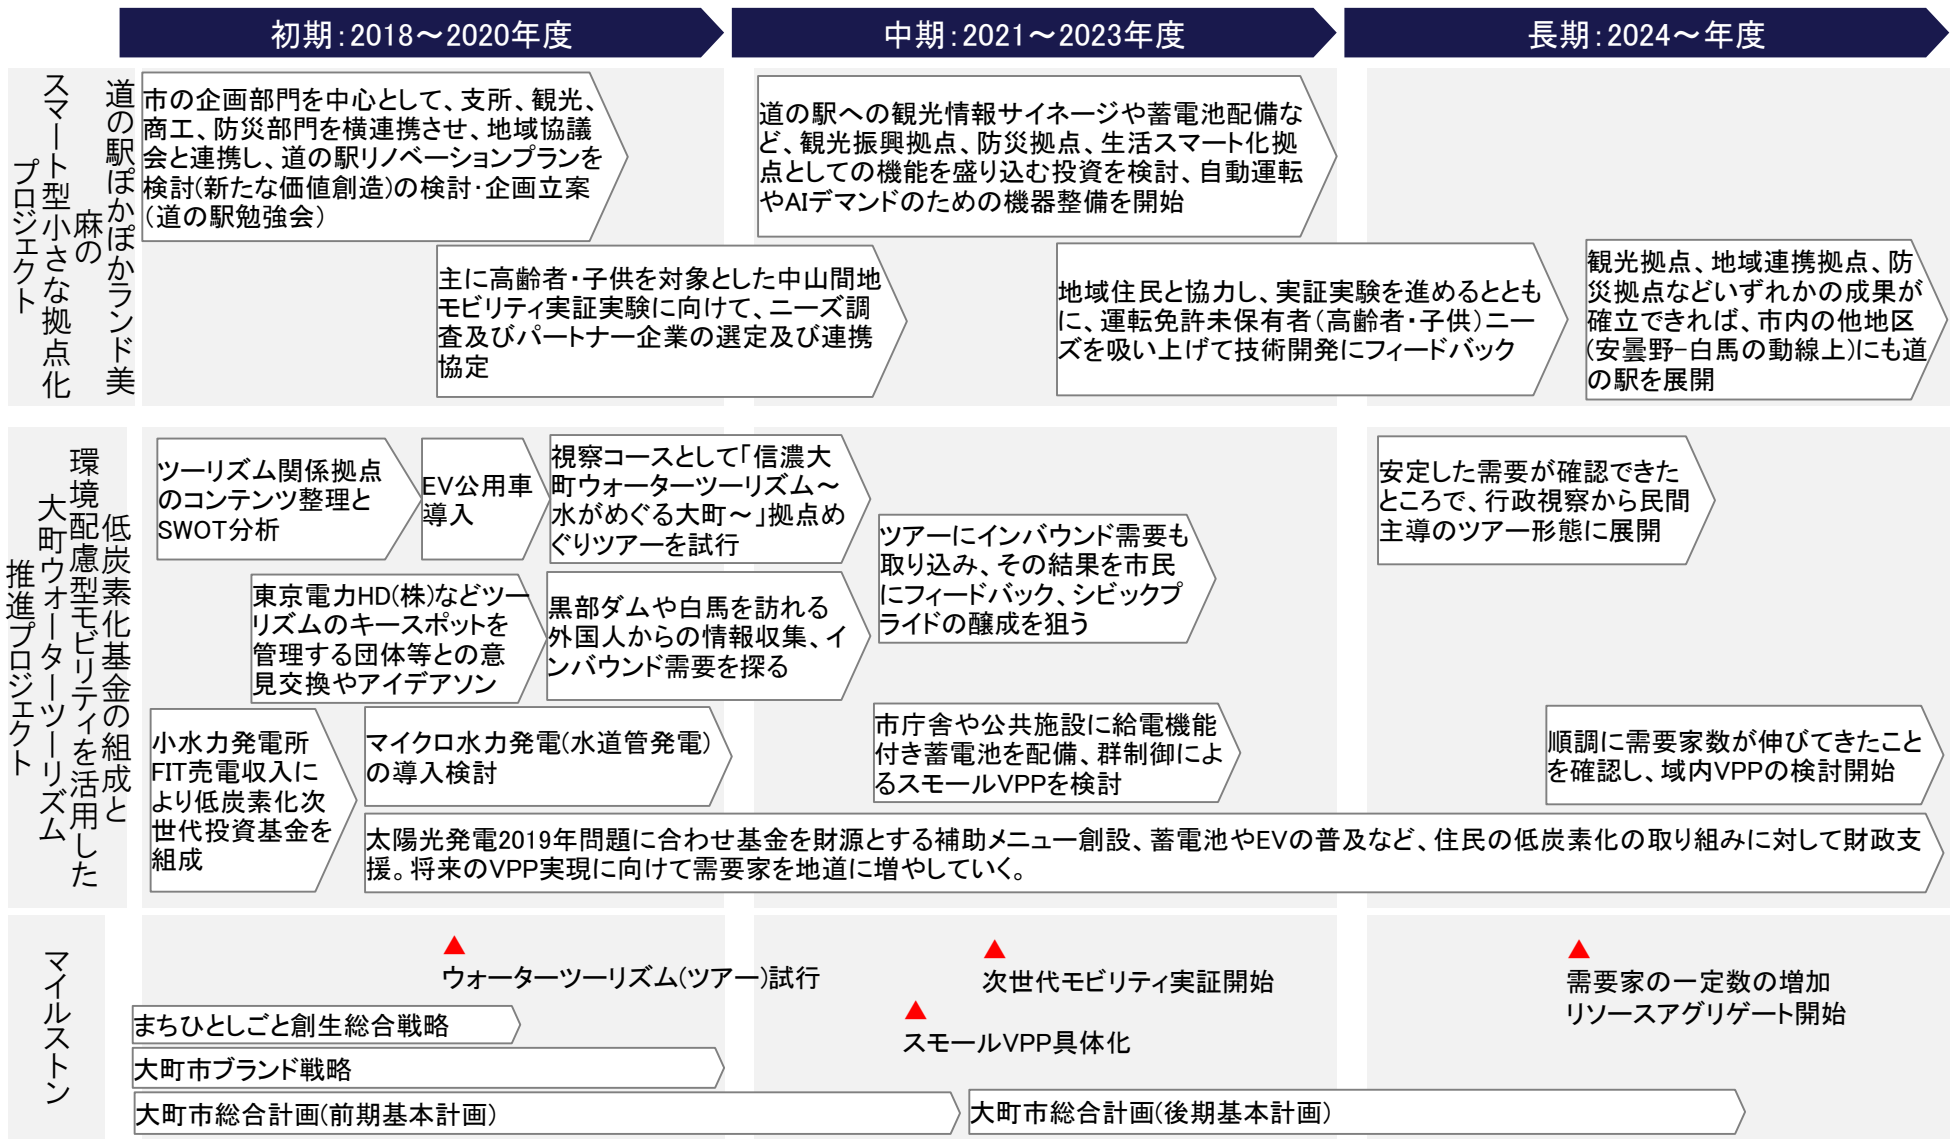 初期：2018～2020年度
中期：2021～2023年度
長期：2024～年度
道の駅ぽかぽかランド美
麻の
スマート型小さな拠点化
プロジェクト
市の企画部門を中心として、支所、観光、
商工、防災部門を横連携させ、地域協議
会と連携し、道の駅リノベーションプランを
検討(新たな価値創造)の検討・企画立案
（道の駅勉強会）
道の駅への観光情報サイネージや蓄電池配備な
ど、観光振興拠点、防災拠点、生活スマート化拠
点としての機能を盛り込む投資を検討、自動運転
やAIデマンドのための機器整備を開始
主に高齢者・子供を対象とした中山間地
モビリティ実証実験に向けて、ニーズ調
査及びパートナー企業の選定及び連携
協定
地域住民と協力し、実証実験を進めるととも
に、運転免許未保有者（高齢者・子供）ニー
ズを吸い上げて技術開発にフィードバック
観光拠点、地域連携拠点、防
災拠点などいずれかの成果が
確立できれば、市内の他地区
(安曇野−白馬の動線上)にも道
の駅を展開
低炭素化基金の組成と
環境配慮型モビリティを活用した
大町ウォーターツーリズム
推進プロジェクト
ツーリズム関係拠点
のコンテンツ整理と
SWOT分析
EV公用車
導入
視察コースとして「信濃大
町ウォーターツーリズム～
水がめぐる大町～」拠点め
ぐりツアーを試行
ツアーにインバウンド需要も
取り込み、その結果を市民
にフィードバック、シビックプ
ライドの醸成を狙う
安定した需要が確認できた
ところで、行政視察から民間
主導のツアー形態に展開
東京電力HD(株)などツー
リズムのキースポットを
管理する団体等との意
見交換やアイデアソン
黒部ダムや白馬を訪れる
外国人からの情報収集、イ
ンバウンド需要を探る
小水力発電所
FIT売電収入に
より低炭素化次
世代投資基金を
組成
マイクロ水力発電(水道管発電)
の導入検討
市庁舎や公共施設に給電機能
付き蓄電池を配備、群制御によ
るスモールVPPを検討
順調に需要家数が伸びてきたこと
を確認し、域内VPPの検討開始
太陽光発電2019年問題に合わせ基金を財源とする補助メニュー創設、蓄電池やEVの普及など、住民の低炭素化の取り組みに対して財政支
援。将来のVPP実現に向けて需要家を地道に増やしていく。
マイルストン
ウォーターツーリズム(ツアー)試行
次世代モビリティ実証開始
需要家の一定数の増加
リソースアグリゲート開始
スモールVPP具体化
まちひとしごと創生総合戦略
大町市ブランド戦略
大町市総合計画(前期基本計画)
大町市総合計画(後期基本計画)